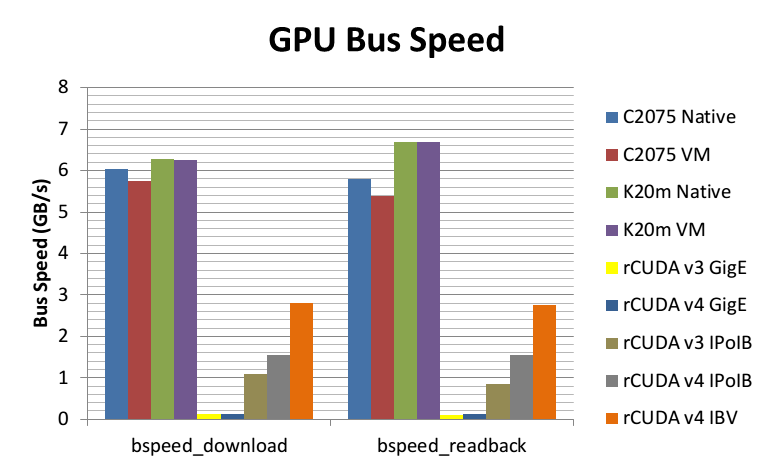 GPU Bus Speed
Bus Speed (GB/s)
8
7
6
5
4
3
2
1
0
bspeed_download
bspeed_readback
C2075 Native
C2075 VM
K20m Native
K20m VM
rCUDA v3 GigE
rCUDA v4 GigE
rCUDA v3 IPoIB
rCUDA v4 IPoIB
rCUDA v4 IBV